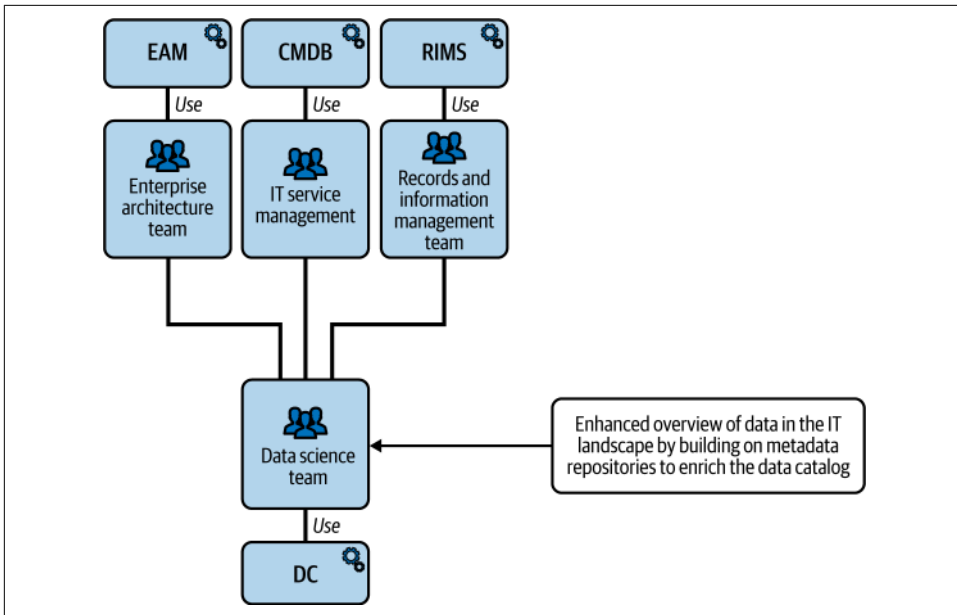 EAM
CMDB
RIMS
Use
Use
Use
Enterprise
architecture
team
IT service
management
Records and
information
management
team
Data science
team
Enhanced overview of data in the IT
landscape by building on metadata
repositories to enrich the data catalog
Use
DC